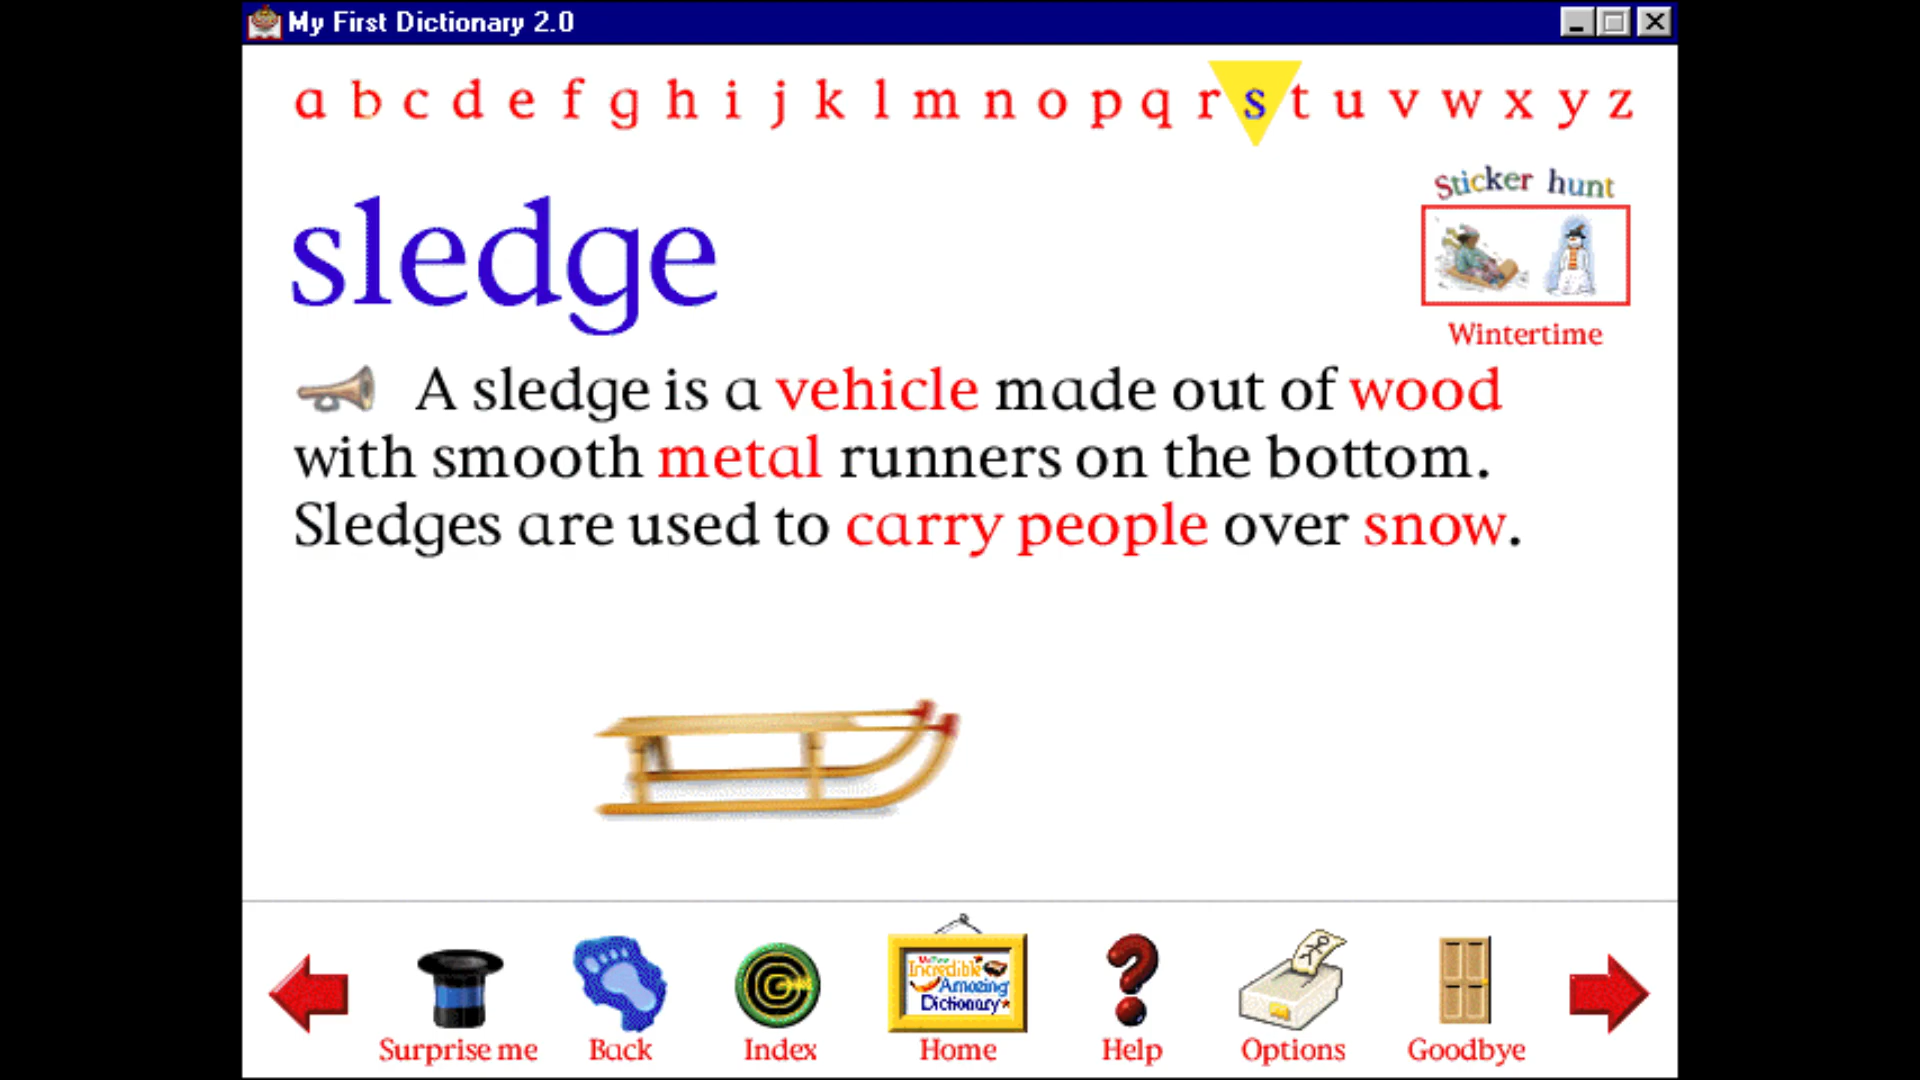 My First Dictionary 2.0
a b c d e f g h i j k l m n o p q r s t u v w x y z
Sticker hunt
sledge
Wintertime
A sledge is a vehicle made out of wood
with smooth metal runners on the bottom.
Sledges are used to carry people over snow.
My First
Incredible
Amazing
Dictionary
Surprise me
Back
Index
Home
Help
Options
Goodbye